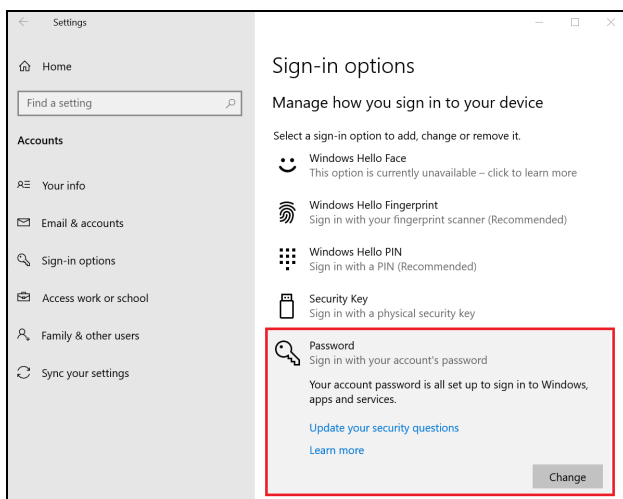 Settings
Home
Find a setting
Accounts
Your info
Email & accounts
Sign-in options
Access work or school
Family & other users
Sync your settings
Sign-in options
Manage how you sign in to your device
Select a sign-in option to add, change or remove it.
Windows Hello Face
This option is currently unavailable – click to learn more
Windows Hello Fingerprint
Sign in with your fingerprint scanner (Recommended)
Windows Hello PIN
Sign in with a PIN (Recommended)
Security Key
Sign in with a physical security key
Password
Sign in with your account's password
Your account password is all set up to sign in to Windows,
apps and services.
Update your security questions
Learn more
Change